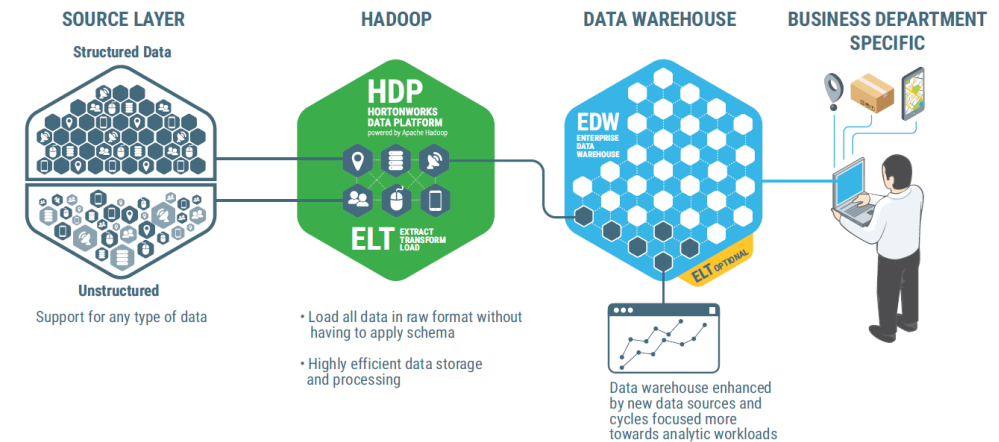 SOURCE LAYER
Structured Data
Unstructured
Support for any type of data
HADOOP
HDP
HORTONWORKS
DATA PLATFORM
powered by Apache Hadoop
ELT EXTRACT
TRANSFORM
LOAD
• Load all data in raw format without
having to apply schema
• Highly efficient data storage
and processing
DATA WAREHOUSE
EDW
ENTERPRISE
DATA
WAREHOUSE
ELT OPTIONAL
Data warehouse enhanced
by new data sources and
cycles focused more
towards analytic workloads
BUSINESS DEPARTMENT
SPECIFIC